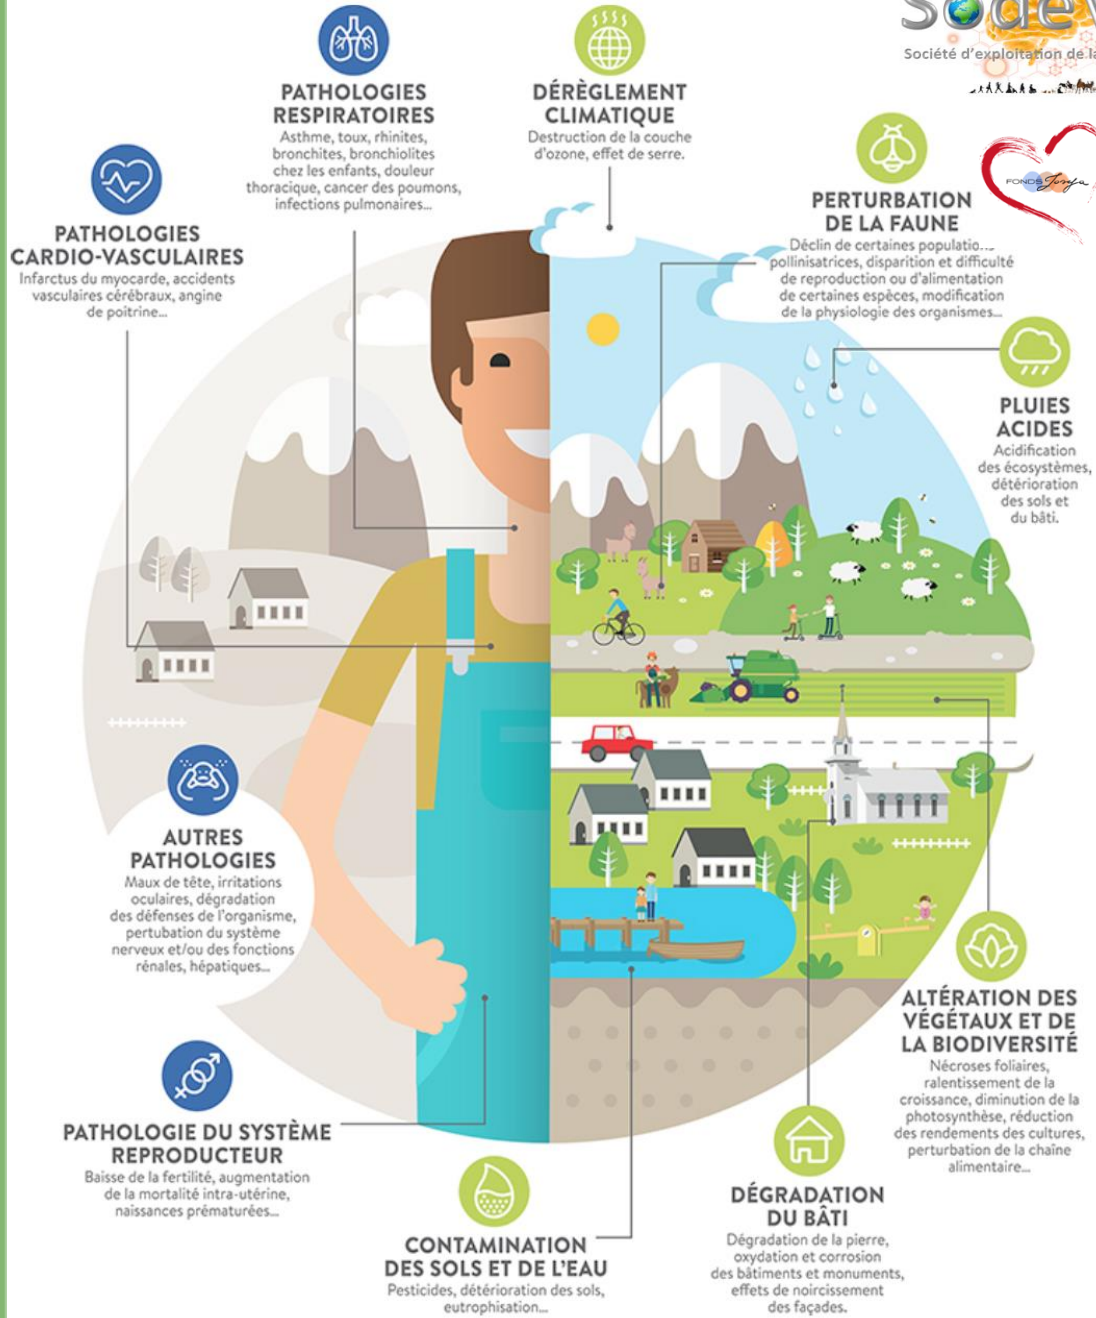 Sodev
Société d'exploitation de la
FONDS Josefa
PATHOLOGIES
RESPIRATOIRES
Asthme, toux, rhinites,
bronchites, bronchiolites
chez les enfants, douleur
thoracique, cancer des poumons,
infections pulmonaires...
DÉRÈGLEMENT
CLIMATIQUE
Destruction de la couche
d'ozone, effet de serre.
PATHOLOGIES
CARDIO-VASCULAIRES
Infarctus du myocarde, accidents
vasculaires cérébraux, angine
de poitrine...
PERTURBATION
DE LA FAUNE
Déclin de certaines
pollinisatrices, disparition et difficulté
de reproduction ou d'alimentation
de certaines espèces, modification
de la physiologie des organismes...
PLUIES
ACIDES
Acidification
des écosystèmes,
détérioration
des sols et
du bâti.
AUTRES
PATHOLOGIES
Maux de tête, irritations
oculaires, dégradation
des défenses de l'organisme,
pertubation du système
nerveux et/ou des fonctions
rénales, hépatiques...
ALTÉRATION DES
VÉGÉTAUX ET DE
LA BIODIVERSITÉ
Nécroses foliaires,
ralentissement de la
croissance, diminution de la
photosynthèse, réduction
des rendements des cultures,
perturbation de la chaîne
alimentaire...
PATHOLOGIE DU SYSTÈME
REPRODUCTEUR
Baisse de la fertilité, augmentation
de la mortalité intra-utérine,
naissances prématurées...
DÉGRADATION
DU BÂTI
Dégradation de la pierre,
oxydation et corrosion
des bâtiments et monuments,
effets de noircissement
des façades.
CONTAMINATION
DES SOLS ET DE L'EAU
Pesticides, détérioration des sols,
eutrophisation...